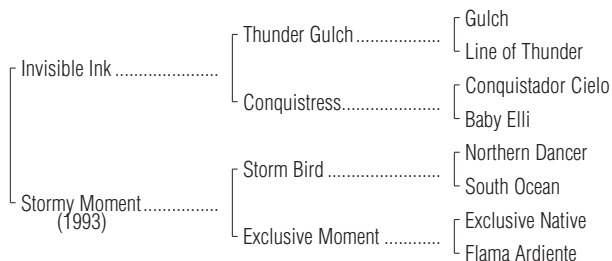 Gulch
Thunder Gulch ....................
Line of Thunder
Invisible Ink ........................
Conquistador Cielo
Conquistress.......................
Baby Elli
Northern Dancer
Storm Bird ..........................
South Ocean
Stormy Moment .................
(1993)
Exclusive Native
Exclusive Moment .............
Flama Ardiente